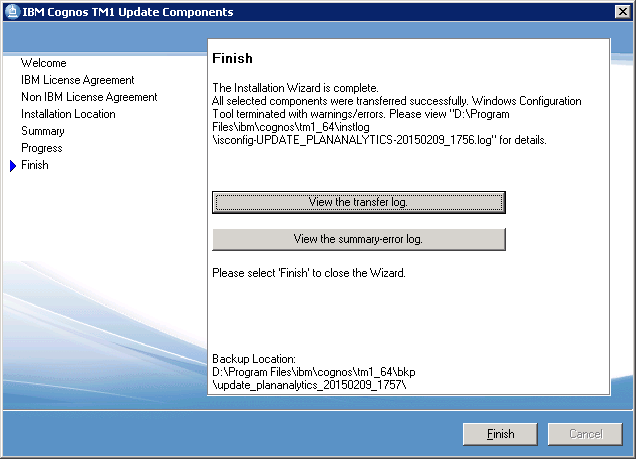 IBM Cognos TM1 Update Components
Welcome
IBM License Agreement
Non IBM License Agreement
Installation Location
Summary
Progress
Finish
Finish
The Installation Wizard is complete.
All selected components were transferred successfully. Windows Configuration
Tool terminated with warnings/errors. Please view "D:\Program
Files\ibm\cognos\tm1_64\instlog
\isconfig-UPDATE_PLANANALYTICS-20150209_1756.log" for details.
View the transfer log.
View the summary-error log.
Please select 'Finish' to close the Wizard.
Backup Location:
D:\Program Files\ibm\cognos\tm1_64\bkp
\update_plananalytics_20150209_1757\
Finish
Cancel